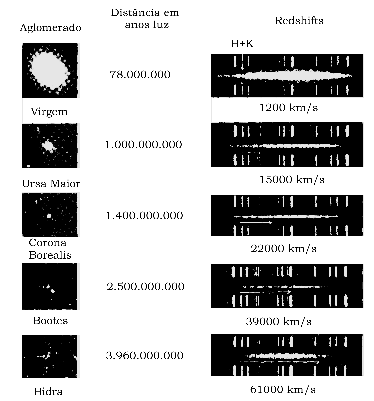 Aglomerado
Distância em
anos luz
Redshifts
H+K
78.000.000
Virgem
1200 km/s
1.000.000.000
15000 km/s
Ursa Maior
1.400.000.000
22000 km/s
Corona
Borealis
2.500.000.000
Bootes
39000 km/s
3.960.000.000
Hidra
61000 km/s